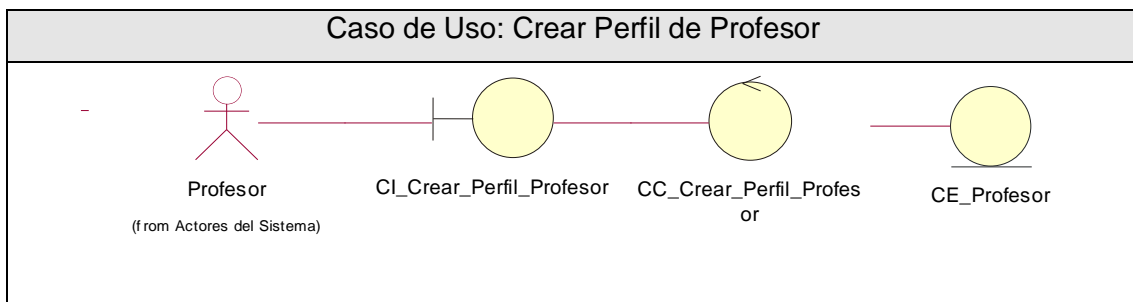 Caso de Uso: Crear Perfil de Profesor
Profesor
(from Actores del Sistema)
CI_Crear_Perfil_Profesor
CC_Crear_Perfil_Profes
or
CE_Profesor